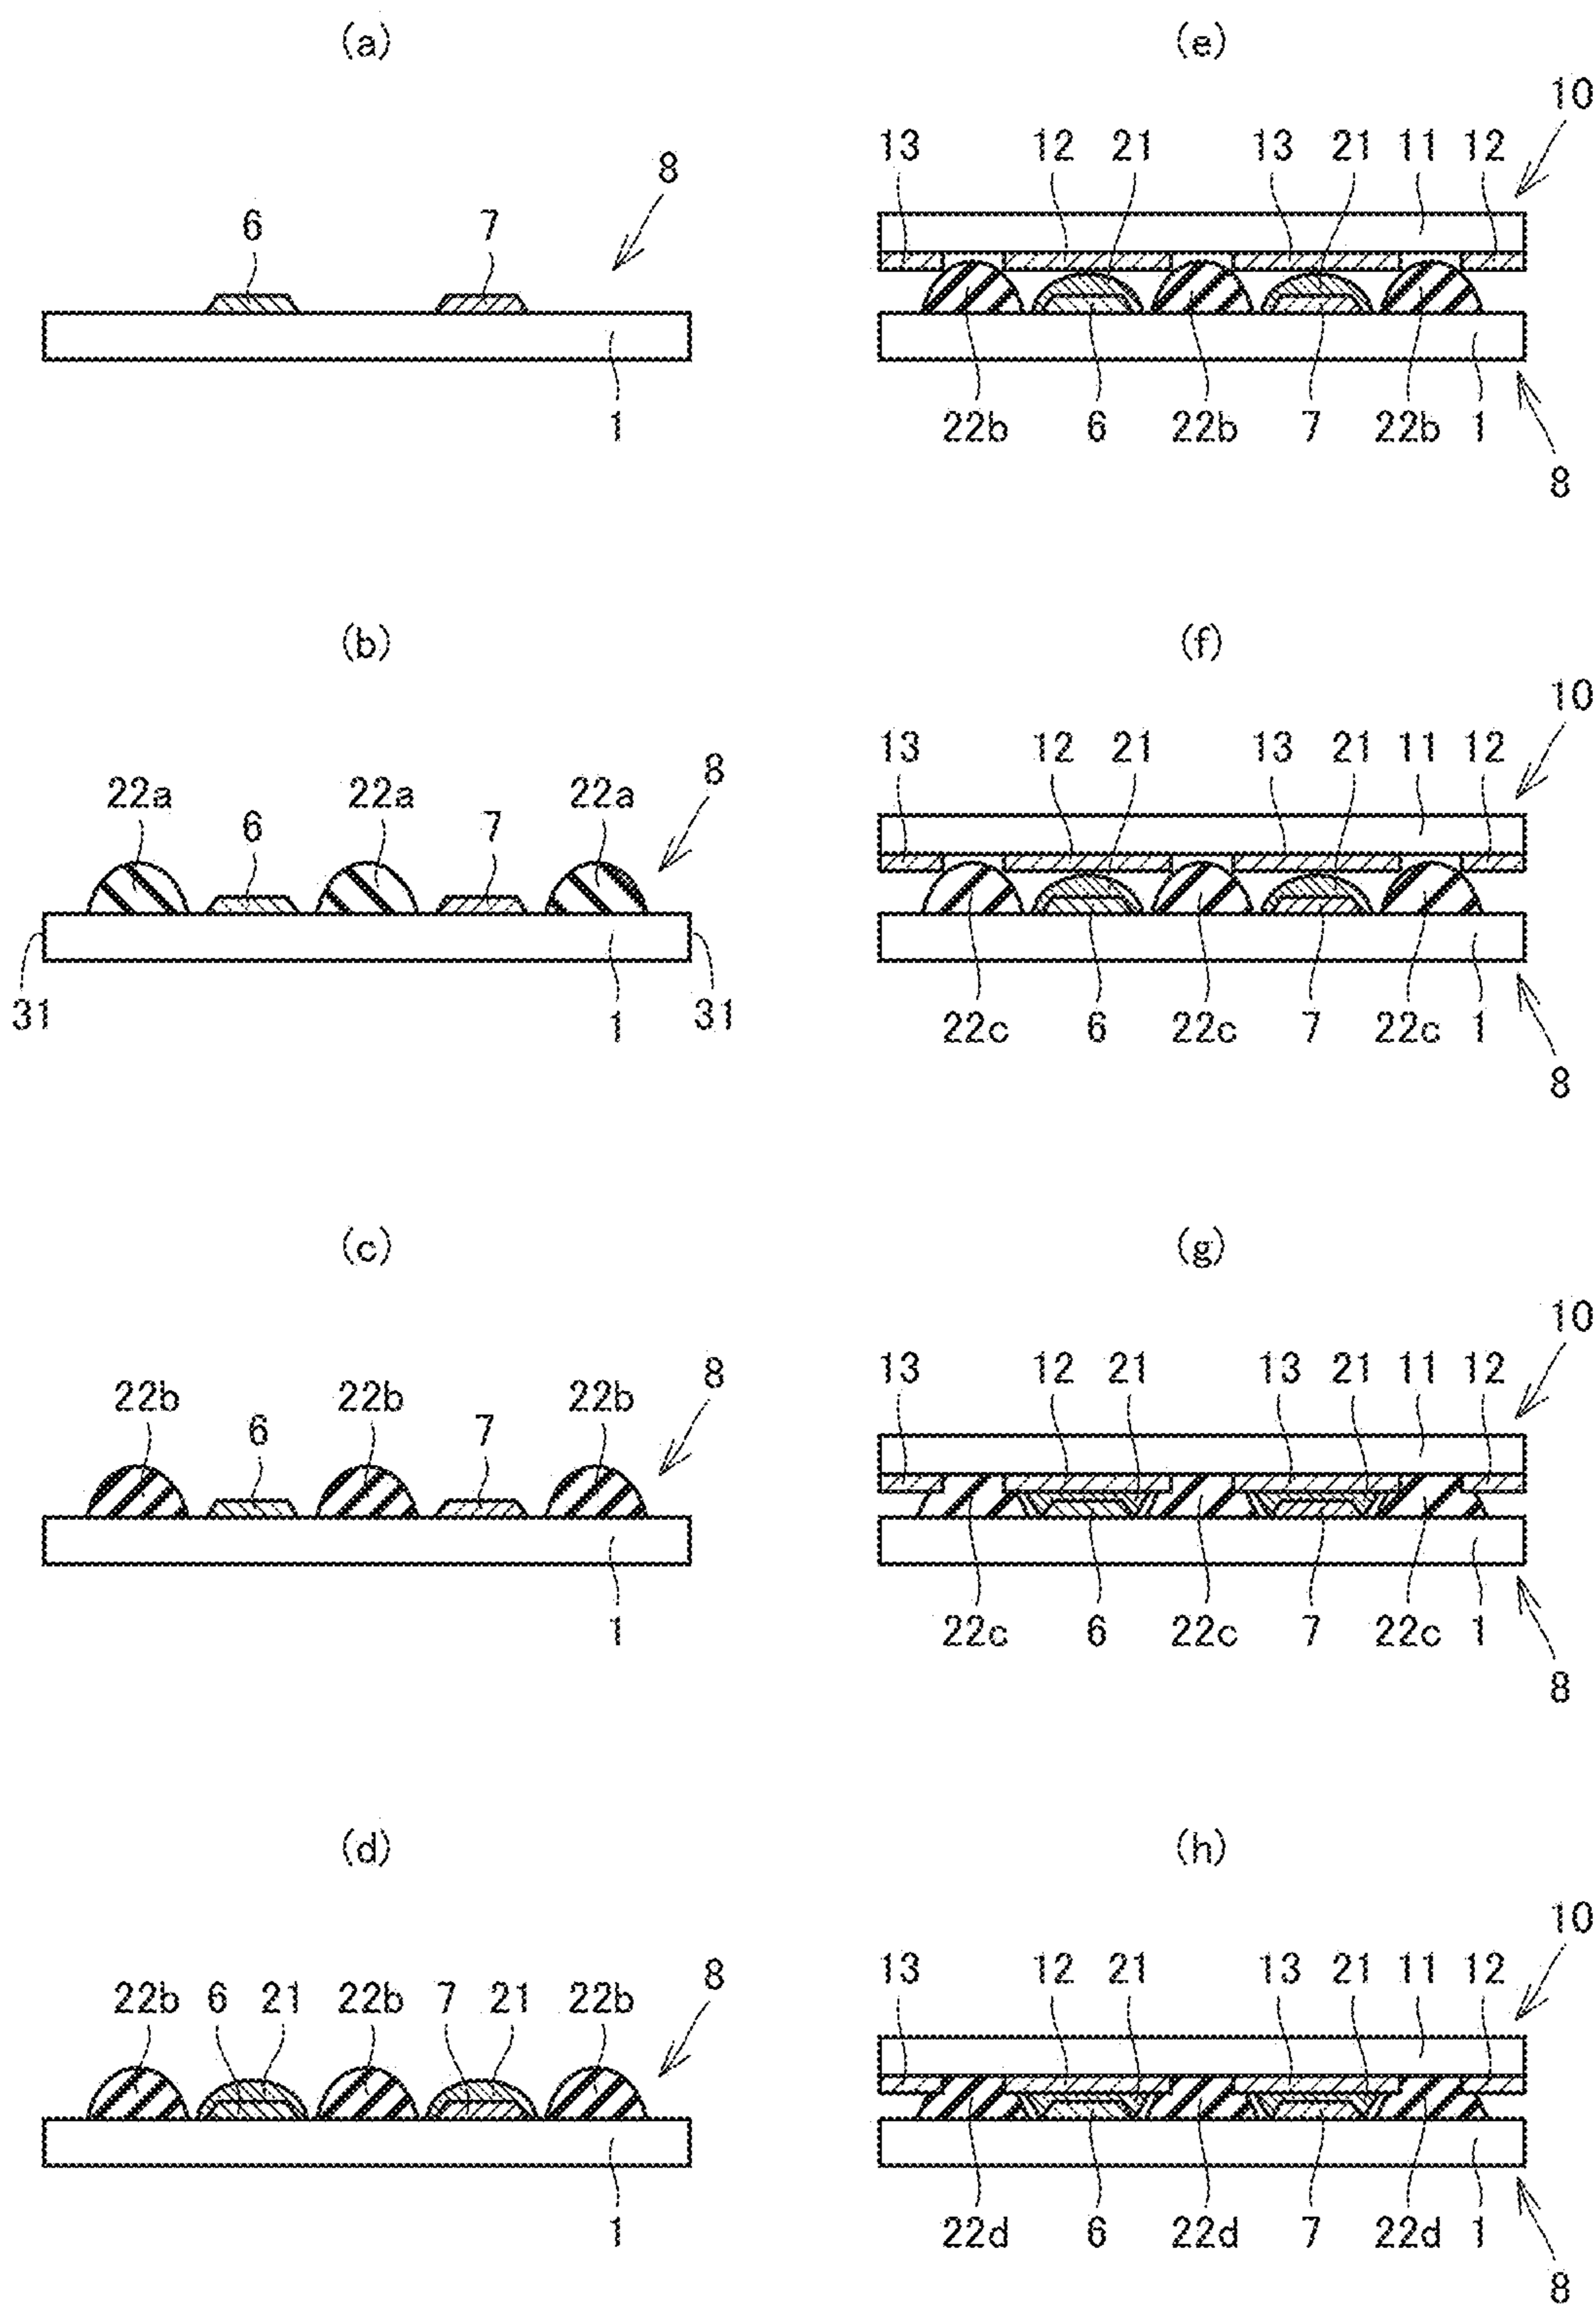 (a)
8
6 7
1
(b)
8
22a 22a 22a
6 7
31 31
1
(c)
8
22b 22b 22b
6 7
1
(d)
8
22b 6 21 22b 7 21 22b
1
(e)
10
13 12 21 13 21 11 12
22b 6 22b 7 22b 1
8
(f)
10
13 12 21 13 21 11 12
22c 6 22c 7 22c 1
8
(g)
10
13 12 21 13 21 11 12
22c 6 22c 7 22c 1
8
(h)
10
13 12 21 13 21 11 12
22d 6 22d 7 22d 1
8